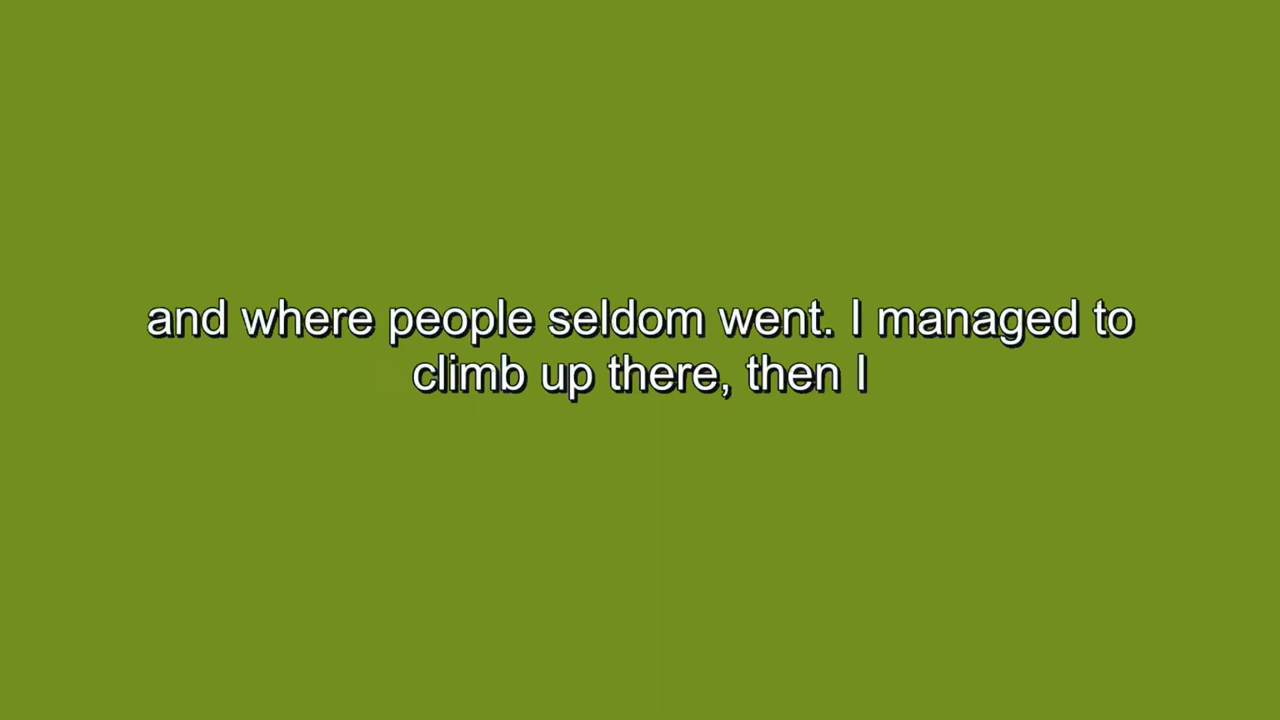 and where people seldom went. I managed to
climb up there, then I